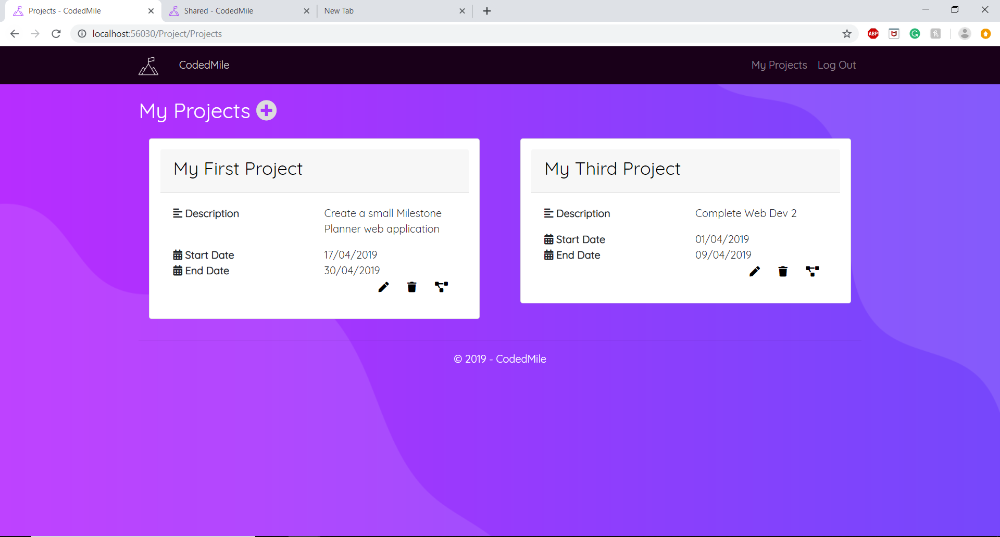 Projects - CodedMile
Shared - CodedMile
New Tab
localhost:56030/Project/Projects
ABP
CodedMile
My Projects
Log Out
My Projects
My First Project
Description
Create a small Milestone
Planner web application
Start Date
17/04/2019
End Date
30/04/2019
My Third Project
Description
Complete Web Dev 2
Start Date
01/04/2019
End Date
09/04/2019
© 2019 - CodedMile